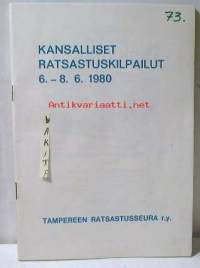 73.
KANSALLISET
RATSASTUSKILPAILUT
6. – 8. 6. 1980
Antikvariaatti.net
TAMPEREEN RATSASTUSSEURA r.y.